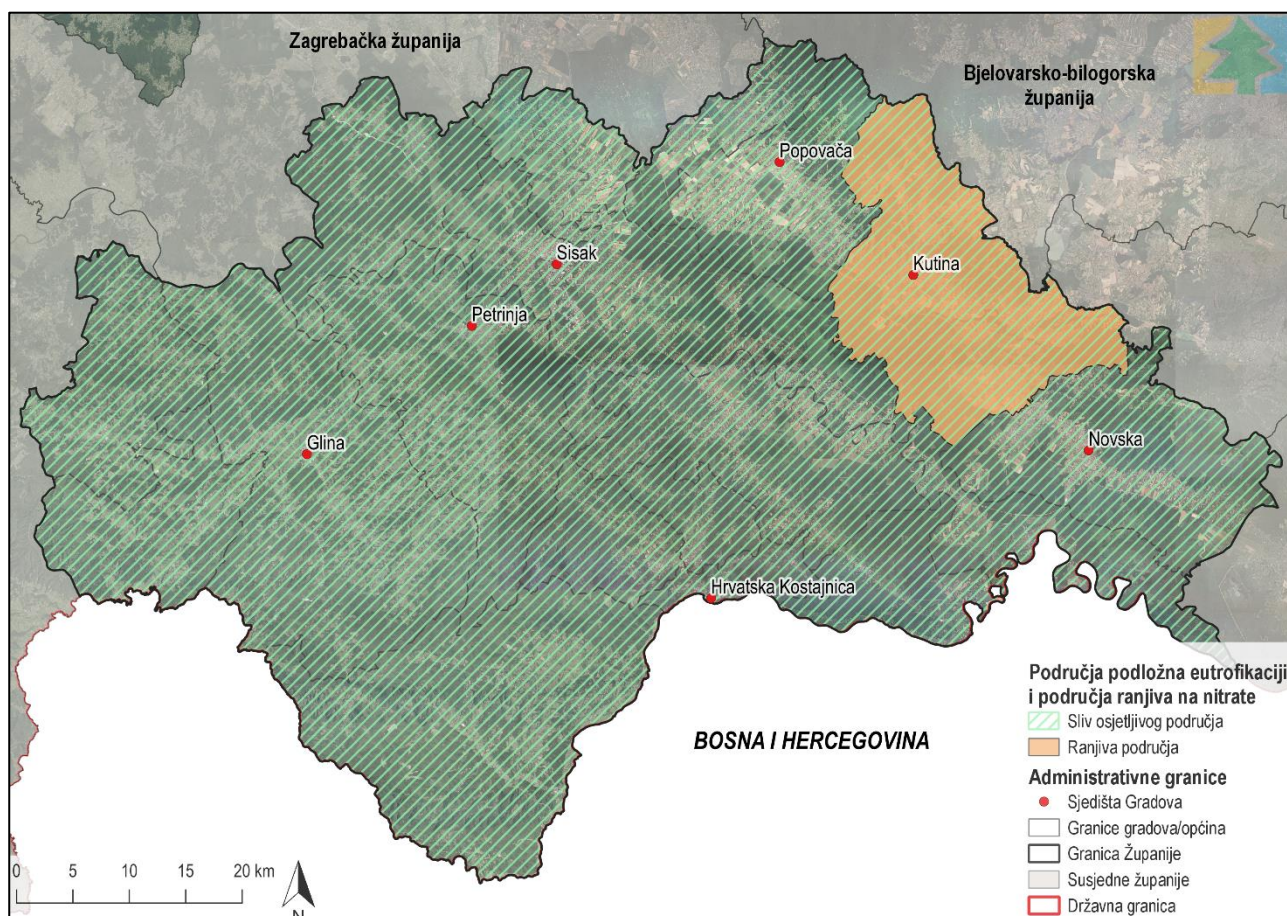 Zagrebačka županija
Bjelovarsko-bilogorska
županija
Popovača
Sisak
Kutina
Petrinja
Glina
Novska
Hrvatska Kostajnica
BOSNA I HERCEGOVINA
Područja podložna eutrofikaciji
i područja ranjiva na nitrate
Sliv osjetljivog područja
Ranjiva područja
Administrativne granice
Sjedišta Gradova
Granice gradova/općina
Granica Županije
Susjedne županije
Državna granica
0 5 10 15 20 km
N